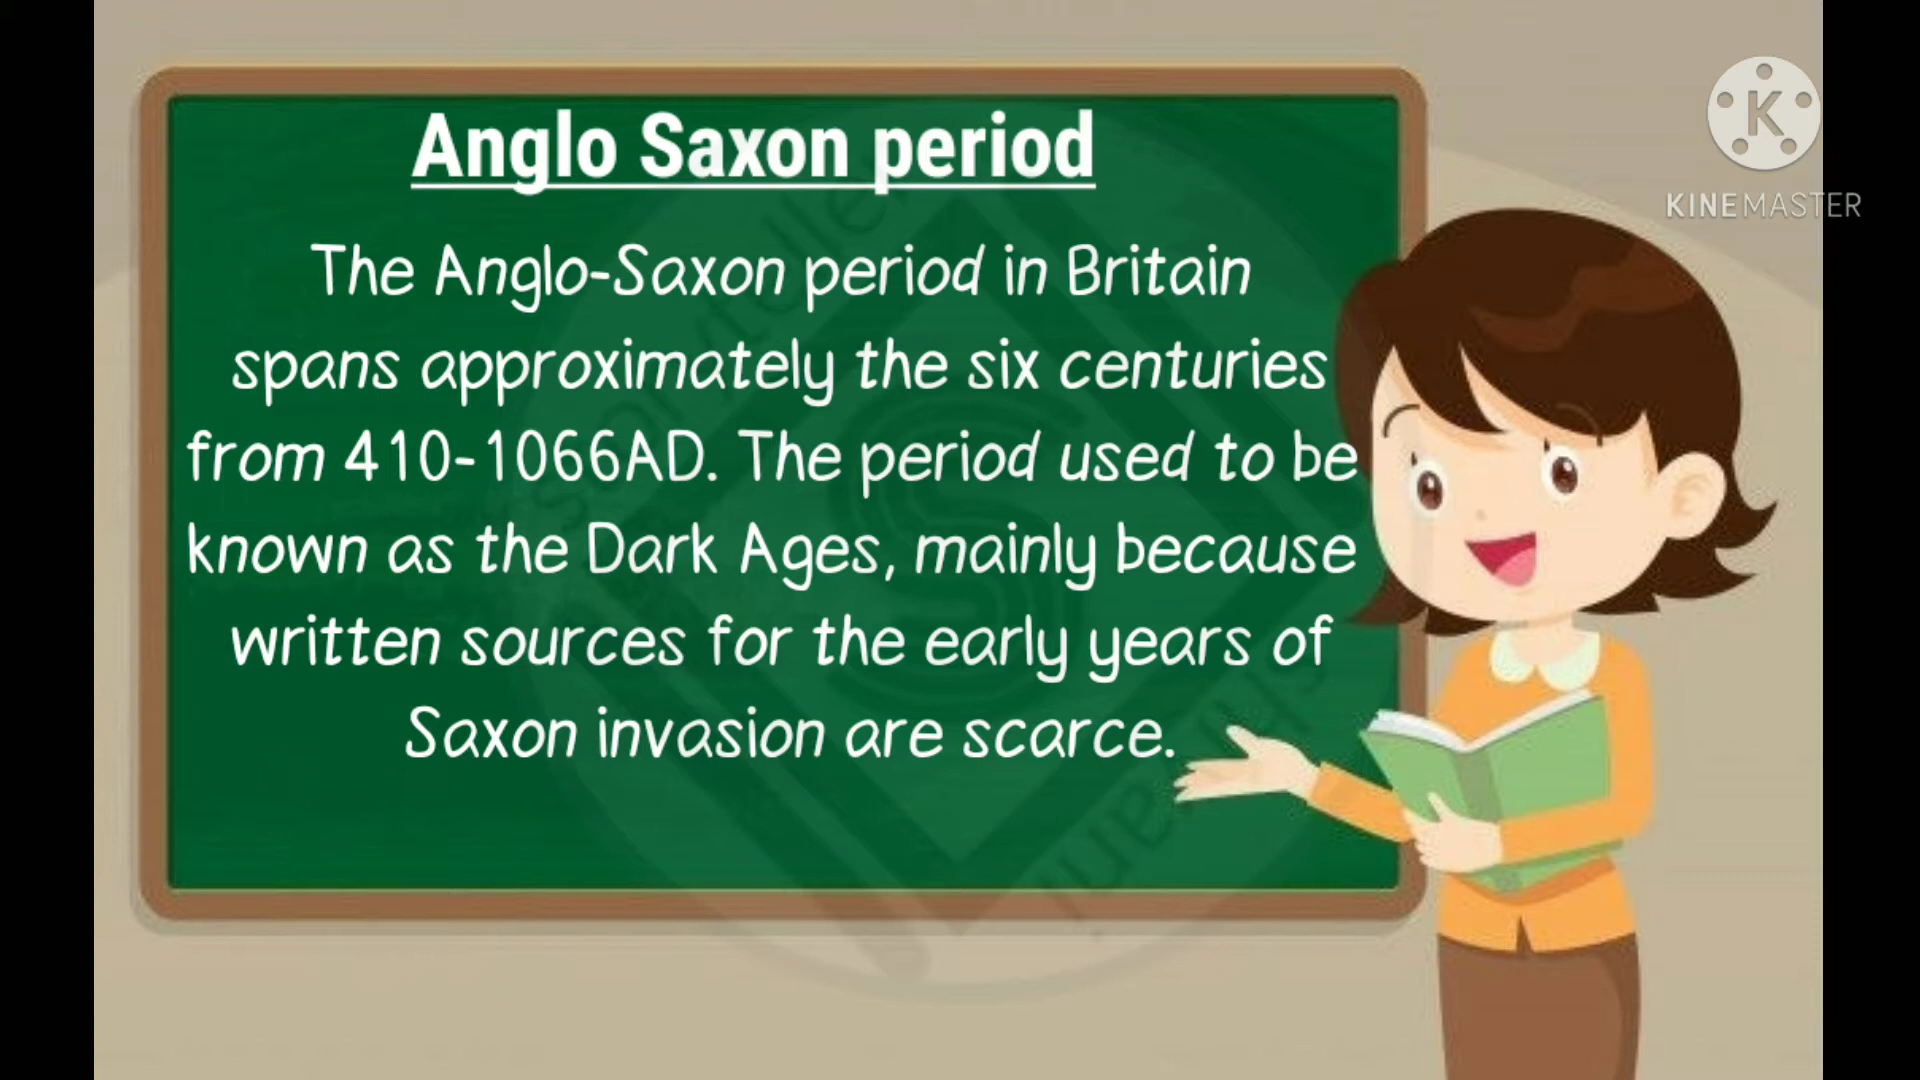 Anglo Saxon period
KINEMASTER
The Anglo-Saxon period in Britain
spans approximately the six centuries
from 410-1066AD. The period used to be
known as the Dark Ages, mainly because
written sources for the early years of
Saxon invasion are scarce.